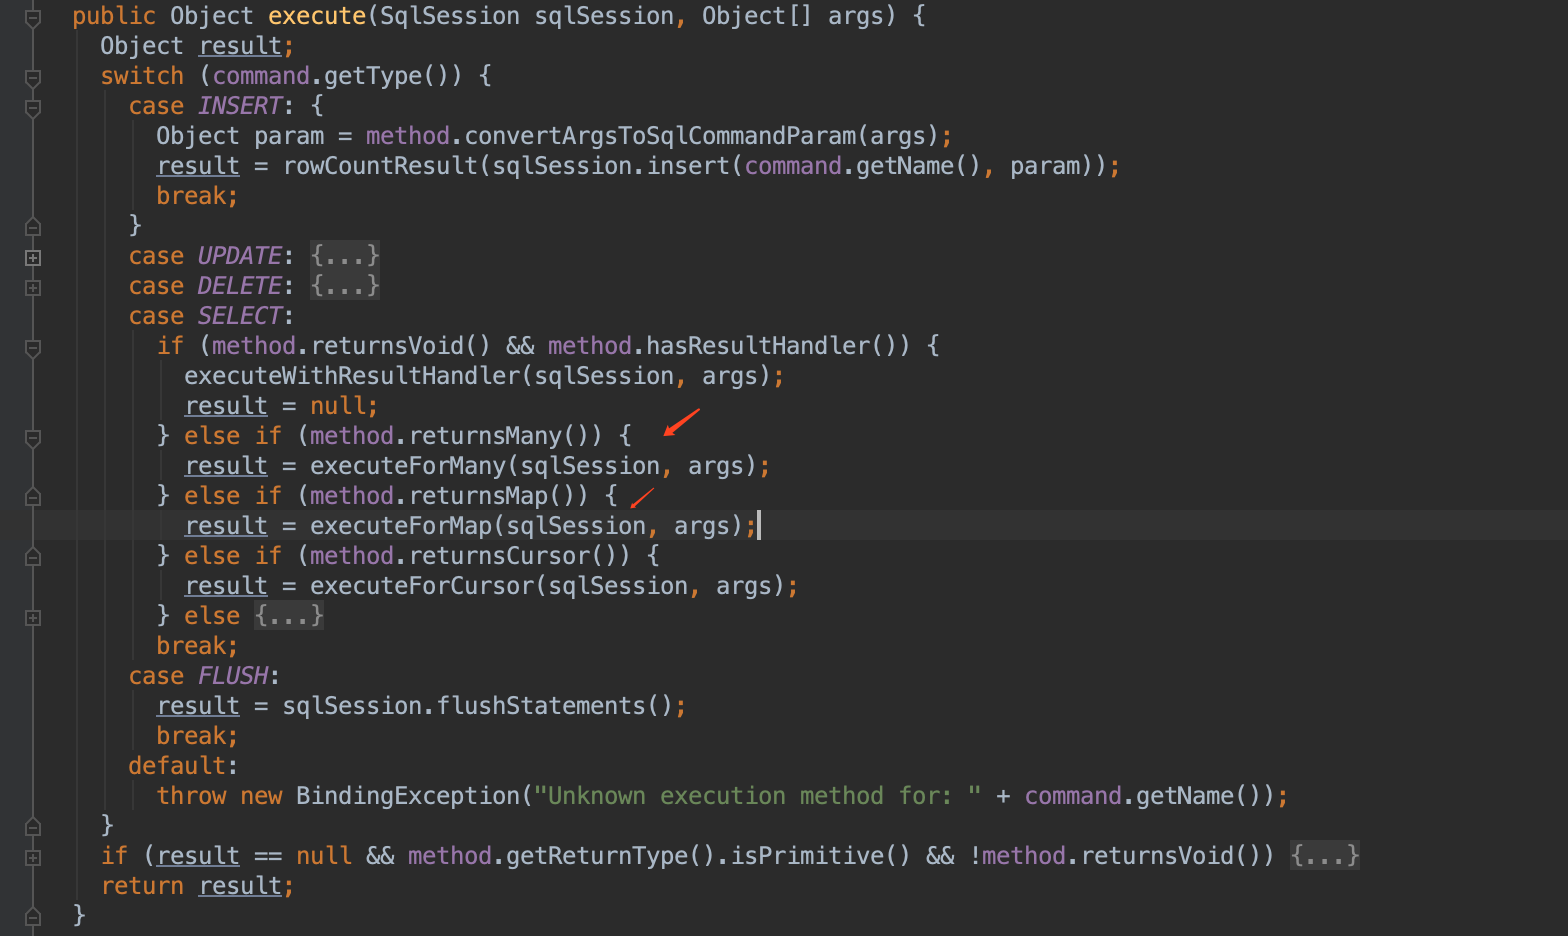 public Object execute(SqlSession sqlSession, Object[] args) {
  Object result;
  switch (command.getType()) {
    case INSERT: {
      Object param = method.convertArgsToSqlCommandParam(args);
      result = rowCountResult(sqlSession.insert(command.getName(), param));
      break;
    }
    case UPDATE: {...}
    case DELETE: {...}
    case SELECT:
      if (method.returnsVoid() && method.hasResultHandler()) {
        executeWithResultHandler(sqlSession, args);
        result = null;
      } else if (method.returnsMany()) {
        result = executeForMany(sqlSession, args);
      } else if (method.returnsMap()) {
        result = executeForMap(sqlSession, args);
      } else if (method.returnsCursor()) {
        result = executeForCursor(sqlSession, args);
      } else {...}
      break;
    case FLUSH:
      result = sqlSession.flushStatements();
      break;
    default:
      throw new BindingException("Unknown execution method for: " + command.getName());
  }
  if (result == null && method.getReturnType().isPrimitive() && !method.returnsVoid()) {...}
  return result;
}